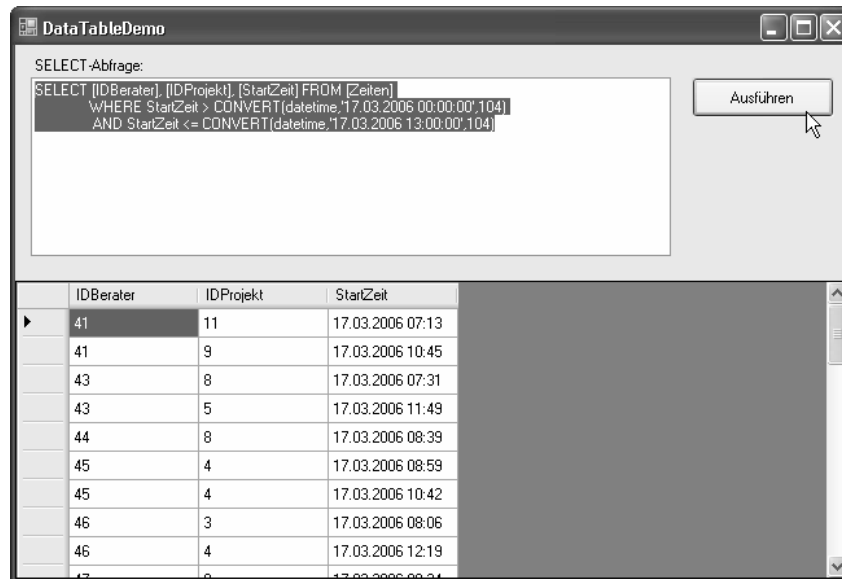 DataTableDemo
SELECT-Abfrage:
SELECT [IDBerater], [IDProjekt], [StartZeit] FROM [Zeiten]
WHERE StartZeit > CONVERT(datetime,'17.03.2006 00:00:00',104)
AND StartZeit <= CONVERT(datetime,'17.03.2006 13:00:00',104)
Ausführen
IDBerater IDProjekt StartZeit
41 11 17.03.2006 07:13
41 9 17.03.2006 10:45
43 8 17.03.2006 07:31
43 5 17.03.2006 11:49
44 8 17.03.2006 08:39
45 4 17.03.2006 08:59
45 4 17.03.2006 10:42
46 3 17.03.2006 08:06
46 4 17.03.2006 12:19